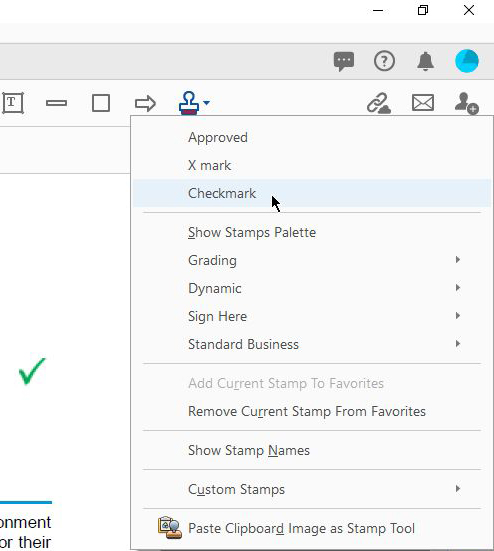 T
Approved
X mark
Checkmark
Show Stamps Palette
Grading
Dynamic
Sign Here
Standard Business
Add Current Stamp To Favorites
Remove Current Stamp From Favorites
Show Stamp Names
Custom Stamps
onment
or their
Paste Clipboard Image as Stamp Tool